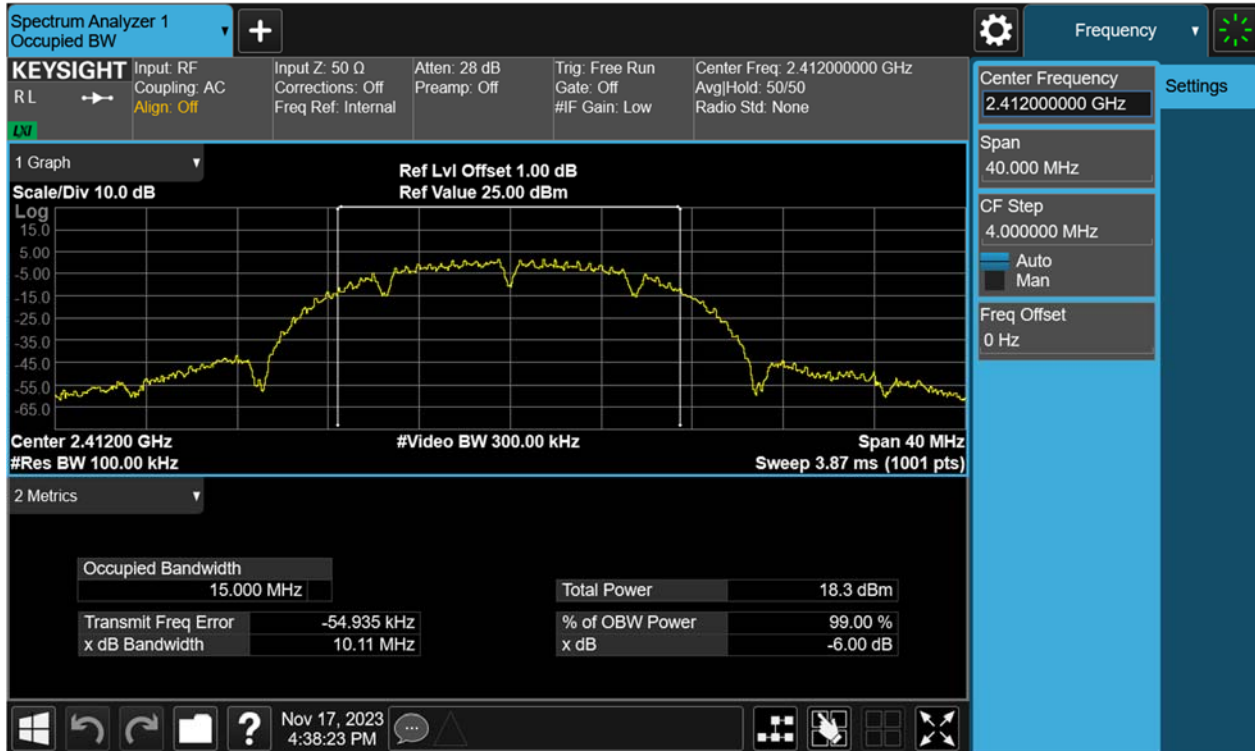 Spectrum Analyzer 1
Occupied BW
+
Frequency
KEYSIGHT
R L
LXI
Input: RF
Coupling: AC
Align: Off
Input Z: 50 Ω
Corrections: Off
Freq Ref: Internal
Atten: 28 dB
Preamp: Off
Trig: Free Run
Gate: Off
#IF Gain: Low
Center Freq: 2.412000000 GHz
Avg|Hold: 50/50
Radio Std: None
Center Frequency
2.412000000 GHz
Settings
Span
40.000 MHz
CF Step
4.000000 MHz
Auto
Man
Freq Offset
0 Hz
1 Graph
Scale/Div 10.0 dB
Ref Lvl Offset 1.00 dB
Ref Value 25.00 dBm
Log
15.0
5.00
-5.00
-15.0
-25.0
-35.0
-45.0
-55.0
-65.0
Center 2.41200 GHz
#Video BW 300.00 kHz
Span 40 MHz
#Res BW 100.00 kHz
Sweep 3.87 ms (1001 pts)
2 Metrics
Occupied Bandwidth
15.000 MHz
Total Power 18.3 dBm
Transmit Freq Error -54.935 kHz
% of OBW Power 99.00 %
x dB Bandwidth 10.11 MHz
x dB -6.00 dB
?
Nov 17, 2023
4:38:23 PM